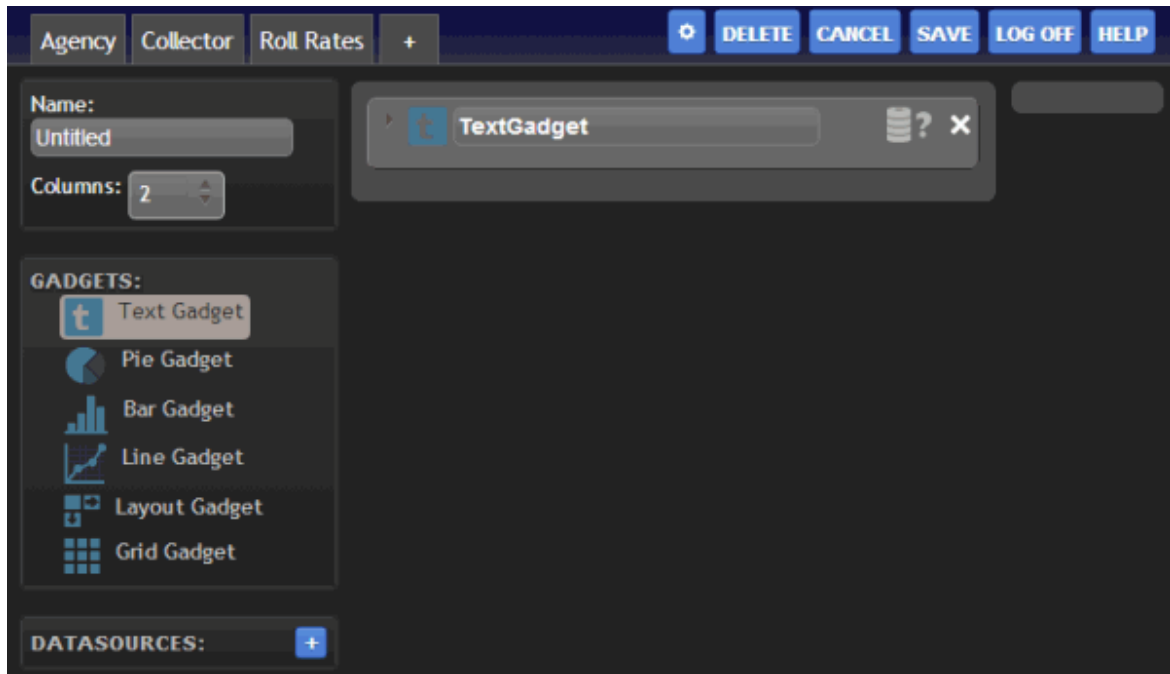 Agency Collector Roll Rates + DELETE CANCEL SAVE LOG OFF HELP
Name:
Untitled
Columns: 2
GADGETS:
t Text Gadget
Pie Gadget
Bar Gadget
Line Gadget
Layout Gadget
Grid Gadget
DATASOURCES: +
t TextGadget ? ×